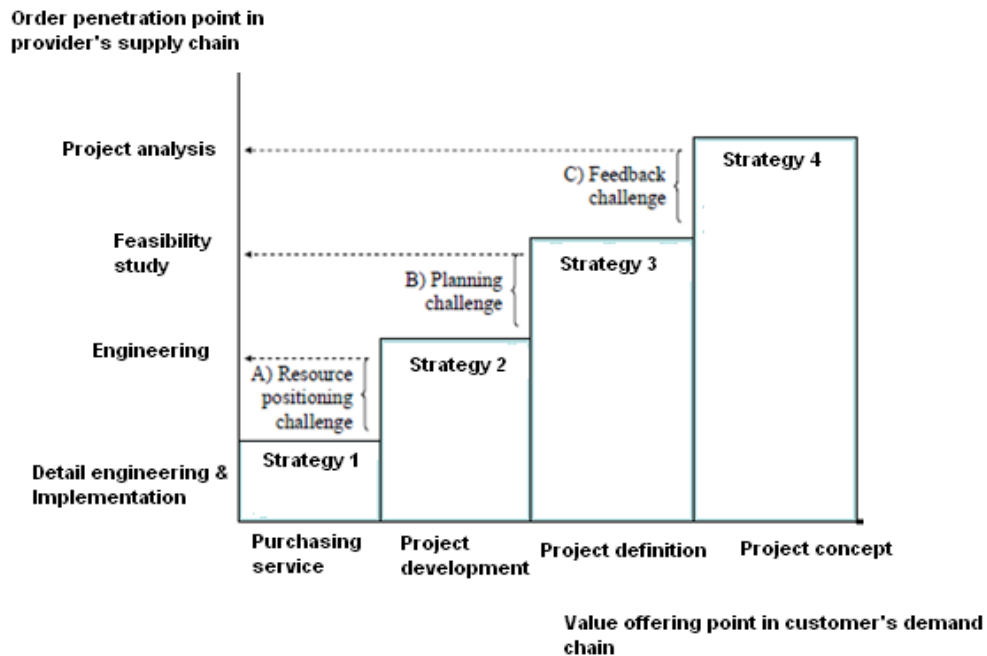 Order penetration point in
provider's supply chain
Project analysis
Strategy 4
C) Feedback
challenge
Feasibility
study
Strategy 3
B) Planning
challenge
Engineering
Strategy 2
A) Resource
positioning
challenge
Strategy 1
Detail engineering &
Implementation
Purchasing
service
Project
development
Project definition
Project concept
Value offering point in customer's demand
chain